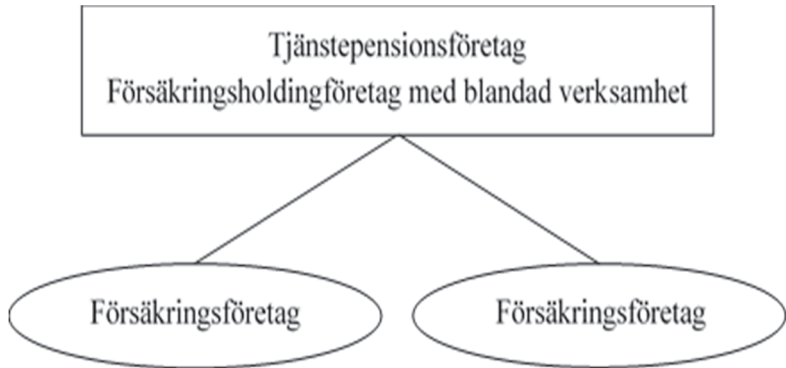 Tjänstepensionsföretag
Försäkringsholdingföretag med blandad verksamhet
Försäkringsföretag
Försäkringsföretag